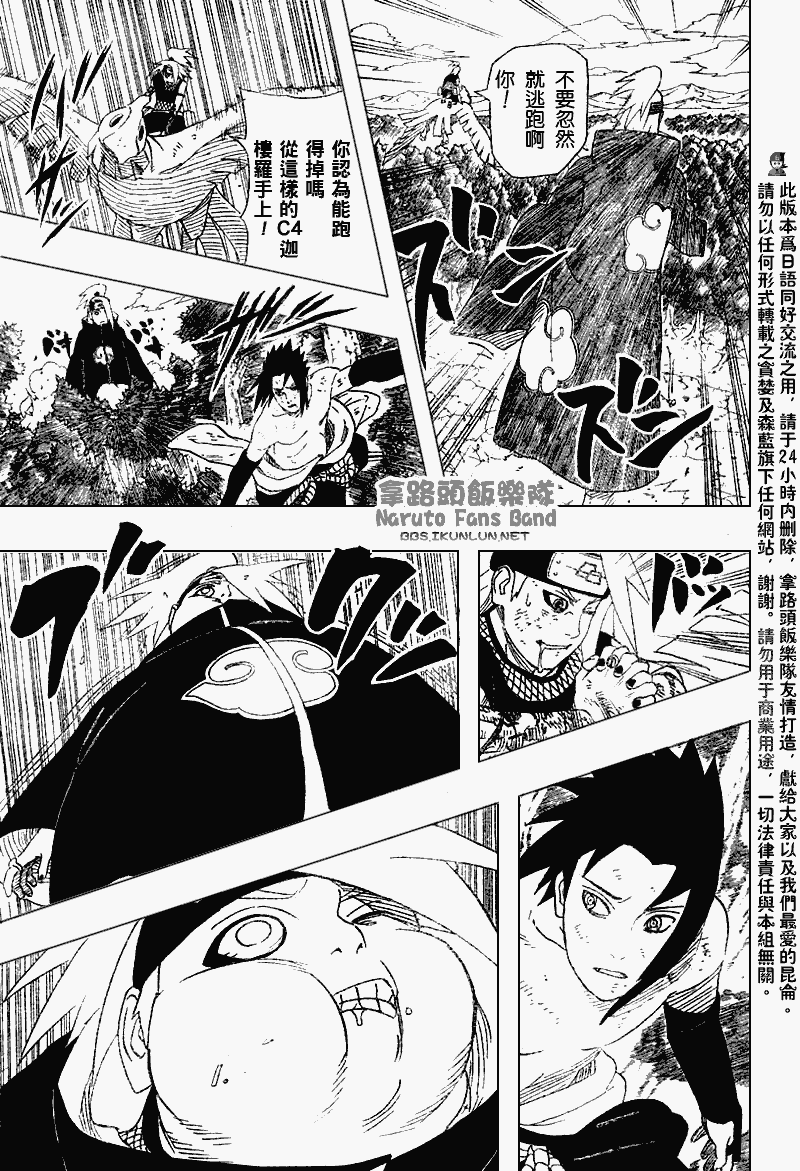 不要忽然
就逃跑啊
你！
ズン
ズン
你認為能跑
得掉嗎
從這樣的C4迦
樓羅手上！
拿路頭飯樂隊
Naruto Fans Band
BBS.IKUNLUN.NET
此版本爲日語同好交流之用，請于24小時內刪除，拿路頭飯樂隊友情打造，獻給大家以及我們最愛的昆侖。
請勿以任何形式轉載之貪婪及森藍旗下任何網站，謝謝。請勿用于商業用途，一切法律責任與本組無關。